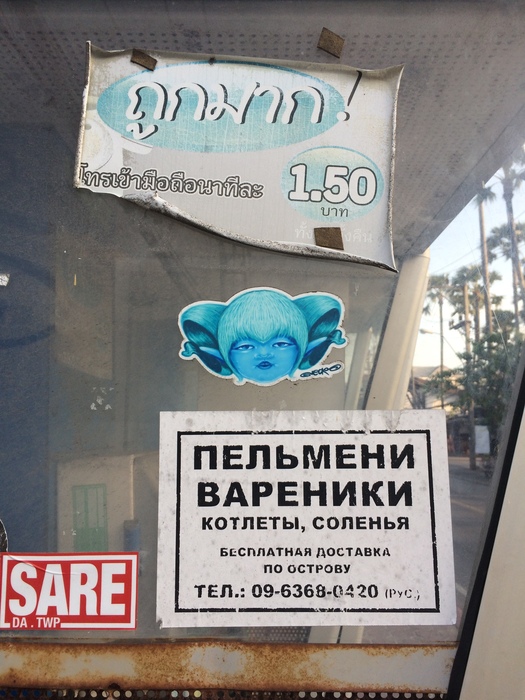 ถูกมาก!
โทรเข้ามือถือนาทีละ
1.50
บาท
ПЕЛЬМЕНИ
ВАРЕНИКИ
КОТЛЕТЫ, СОЛЕНЬЯ
БЕСПЛАТНАЯ ДОСТАВКА
ПО ОСТРОВУ
ТЕЛ.: 09-6368-0420 (РУС.)
SARE
DA . TWP